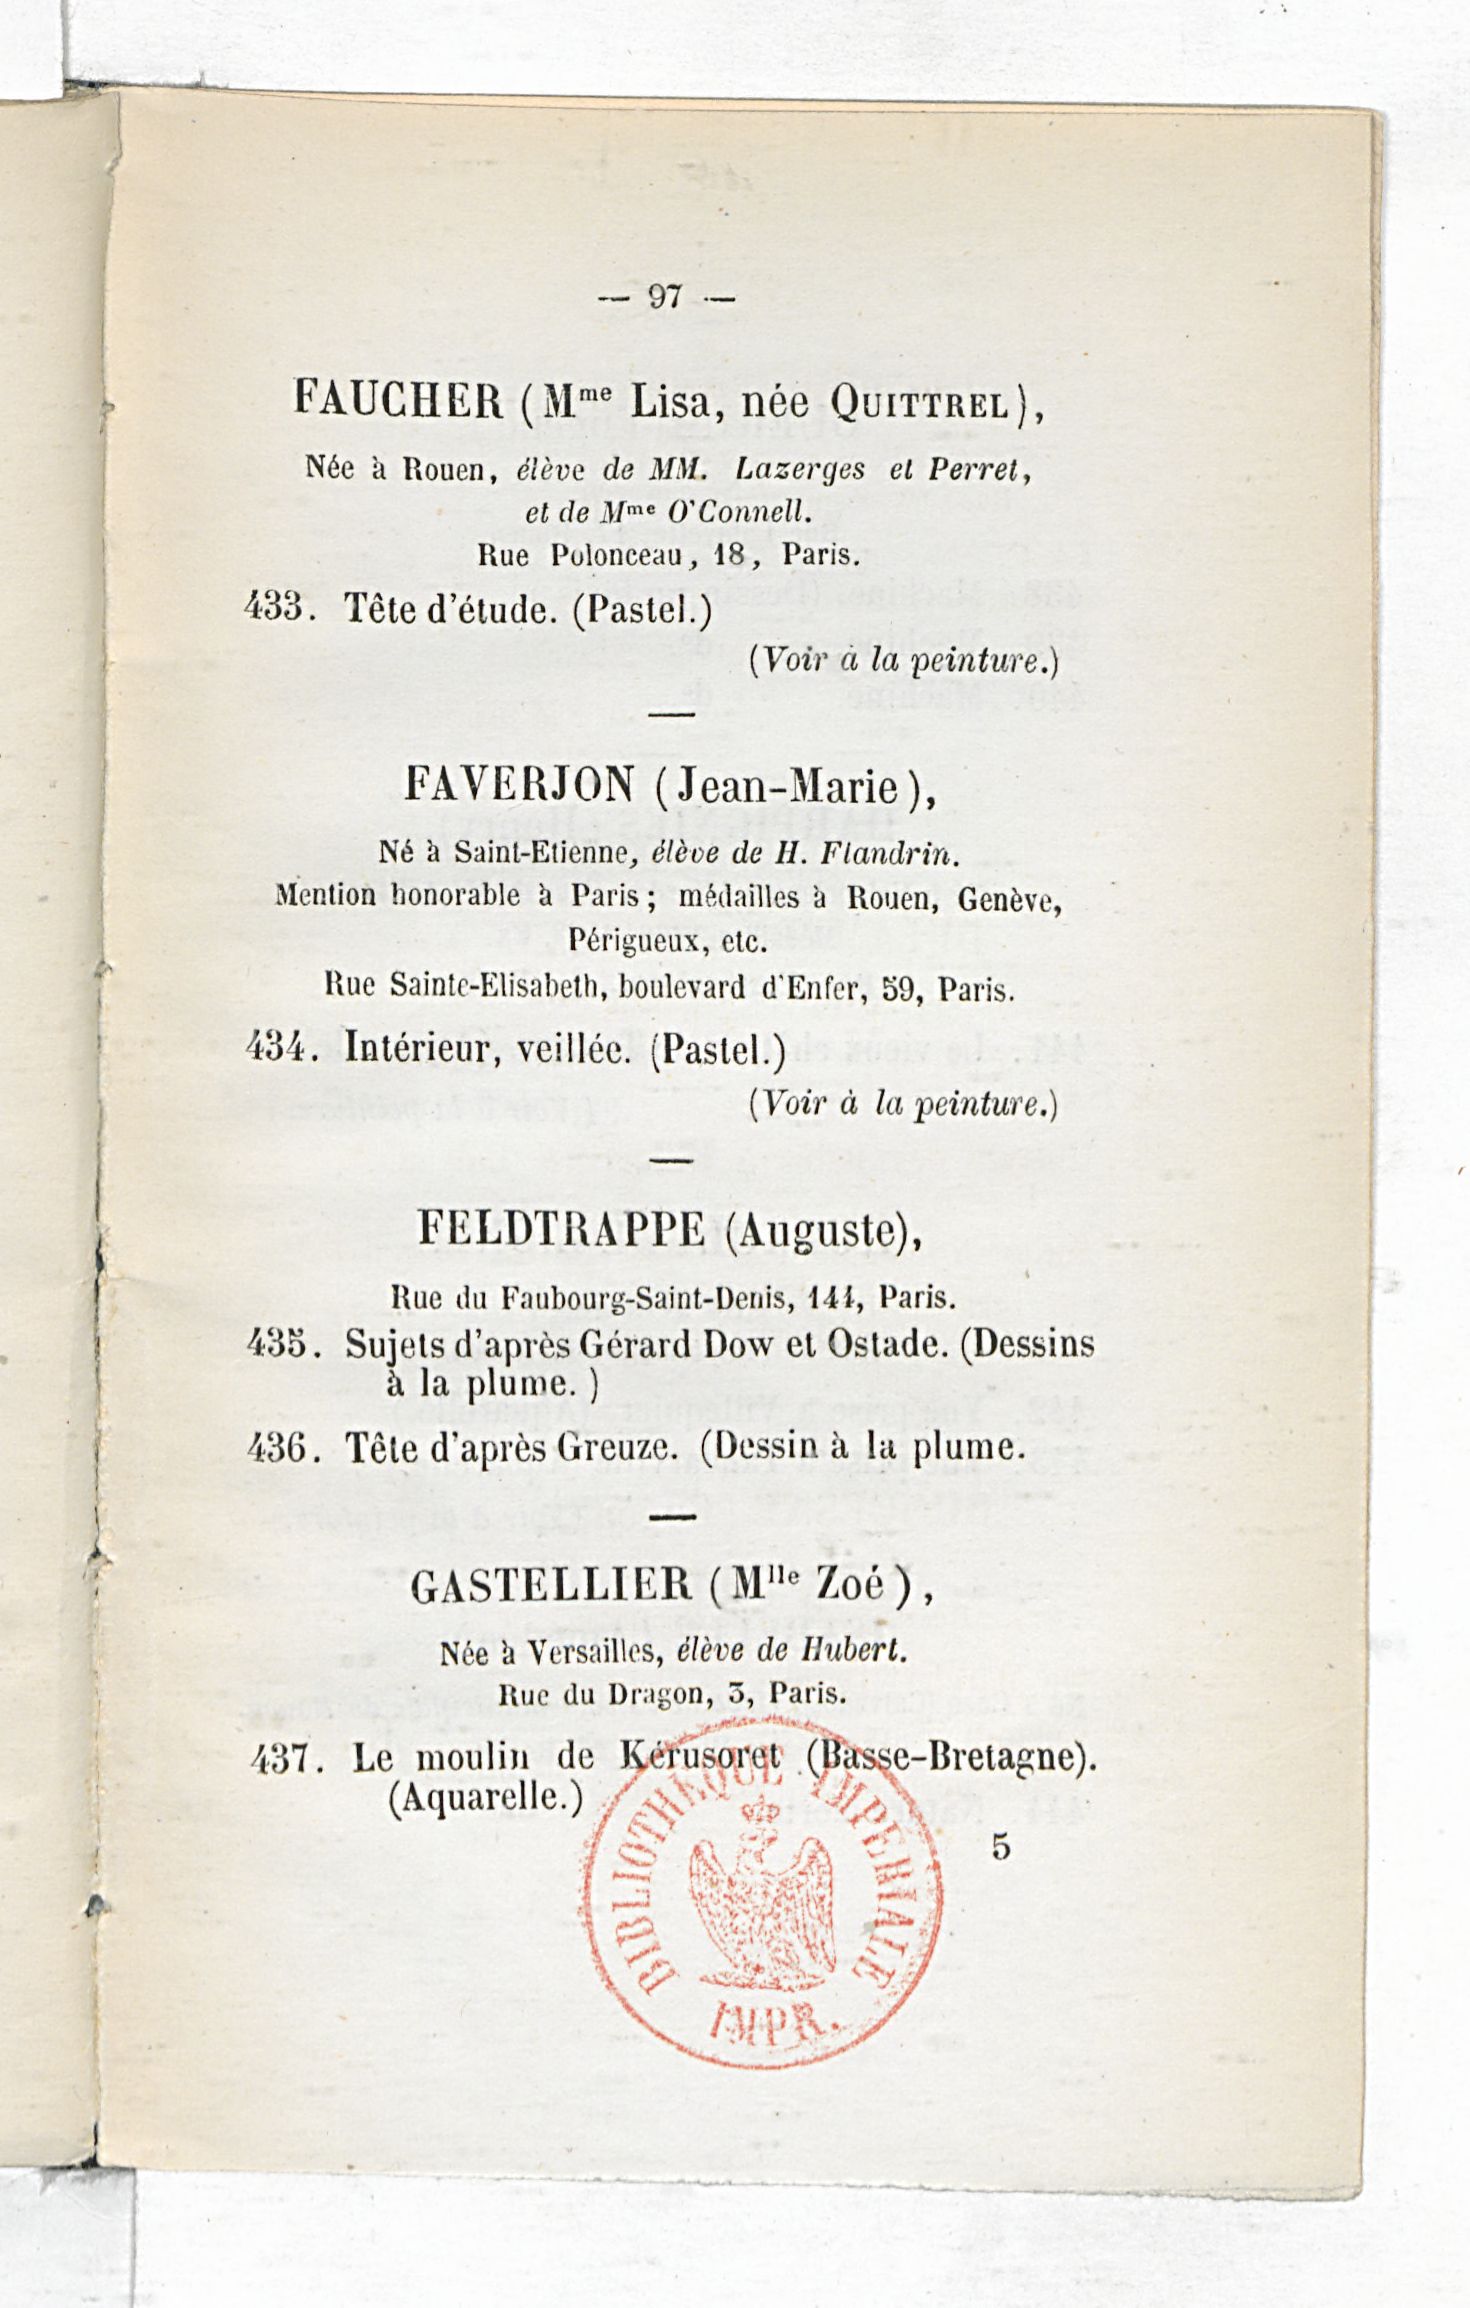 — 97 —
FAUCHER (Mme Lisa, née QUITTREL),
Née à Rouen, élève de MM. Lazerges et Perret,
et de Mme O'Connell.
Rue Polonceau, 18, Paris.
433. Tête d'étude. (Pastel.)
(Voir à la peinture.)
—
FAVERJON (Jean-Marie),
Né à Saint-Etienne, élève de H. Flandrin.
Mention honorable à Paris; médailles à Rouen, Genève,
Périgueux, etc.
Rue Sainte-Elisabeth, boulevard d'Enfer, 59, Paris.
434. Intérieur, veillée. (Pastel.)
(Voir à la peinture.)
—
FELDTRAPPE (Auguste),
Rue du Faubourg-Saint-Denis, 144, Paris.
435. Sujets d'après Gérard Dow et Ostade. (Dessins
à la plume.)
436. Tête d'après Greuze. (Dessin à la plume.
—
GASTELLIER (Mlle Zoé),
Née à Versailles, élève de Hubert.
Rue du Dragon, 3, Paris.
437. Le moulin de Kérusoret (Basse-Bretagne).
(Aquarelle.)
5
BIBLIOTHÈQUE IMPERIALE
IMPR.